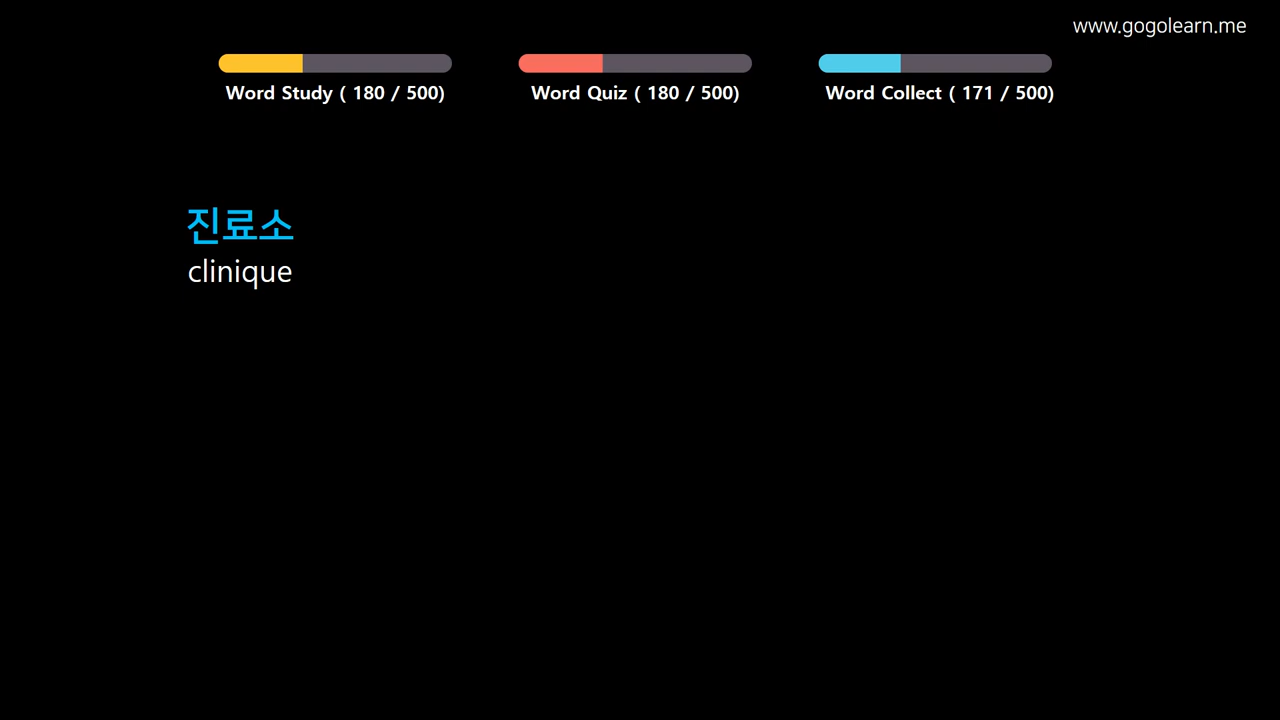 www.gogolearn.me
Word Study ( 180 / 500)
Word Quiz ( 180 / 500)
Word Collect ( 171 / 500)
진료소
clinique